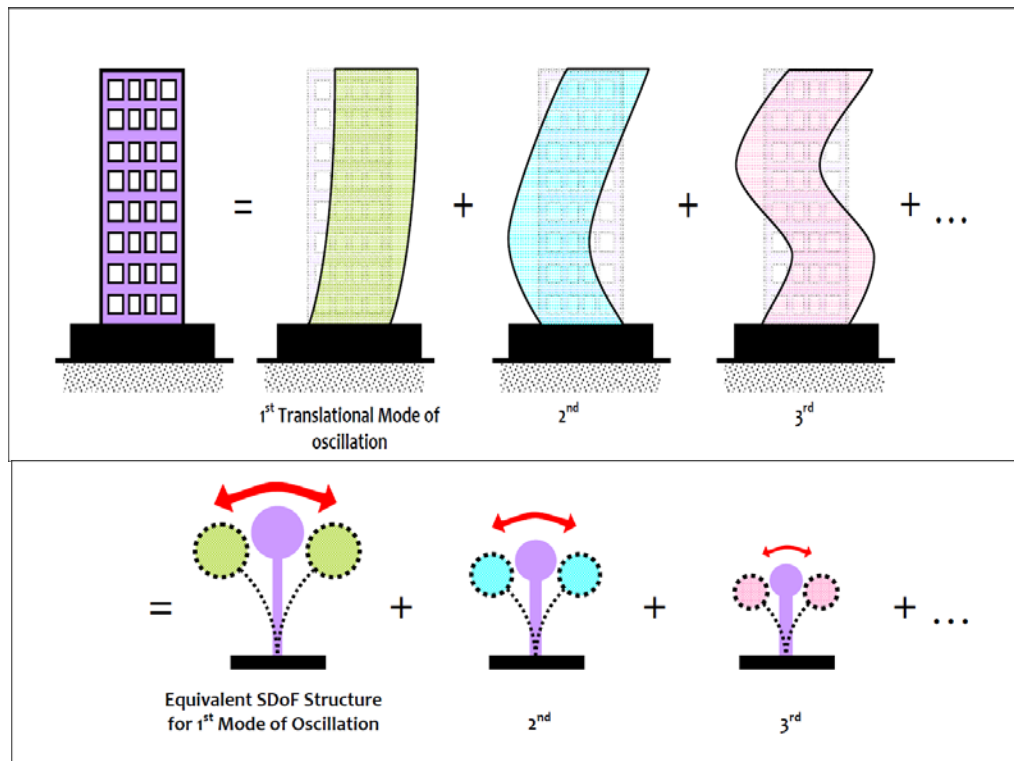 = + + + ...
1st Translational Mode of
oscillation
2nd
3rd
= + + + ...
Equivalent SDoF Structure
for 1st Mode of Oscillation
2nd
3rd